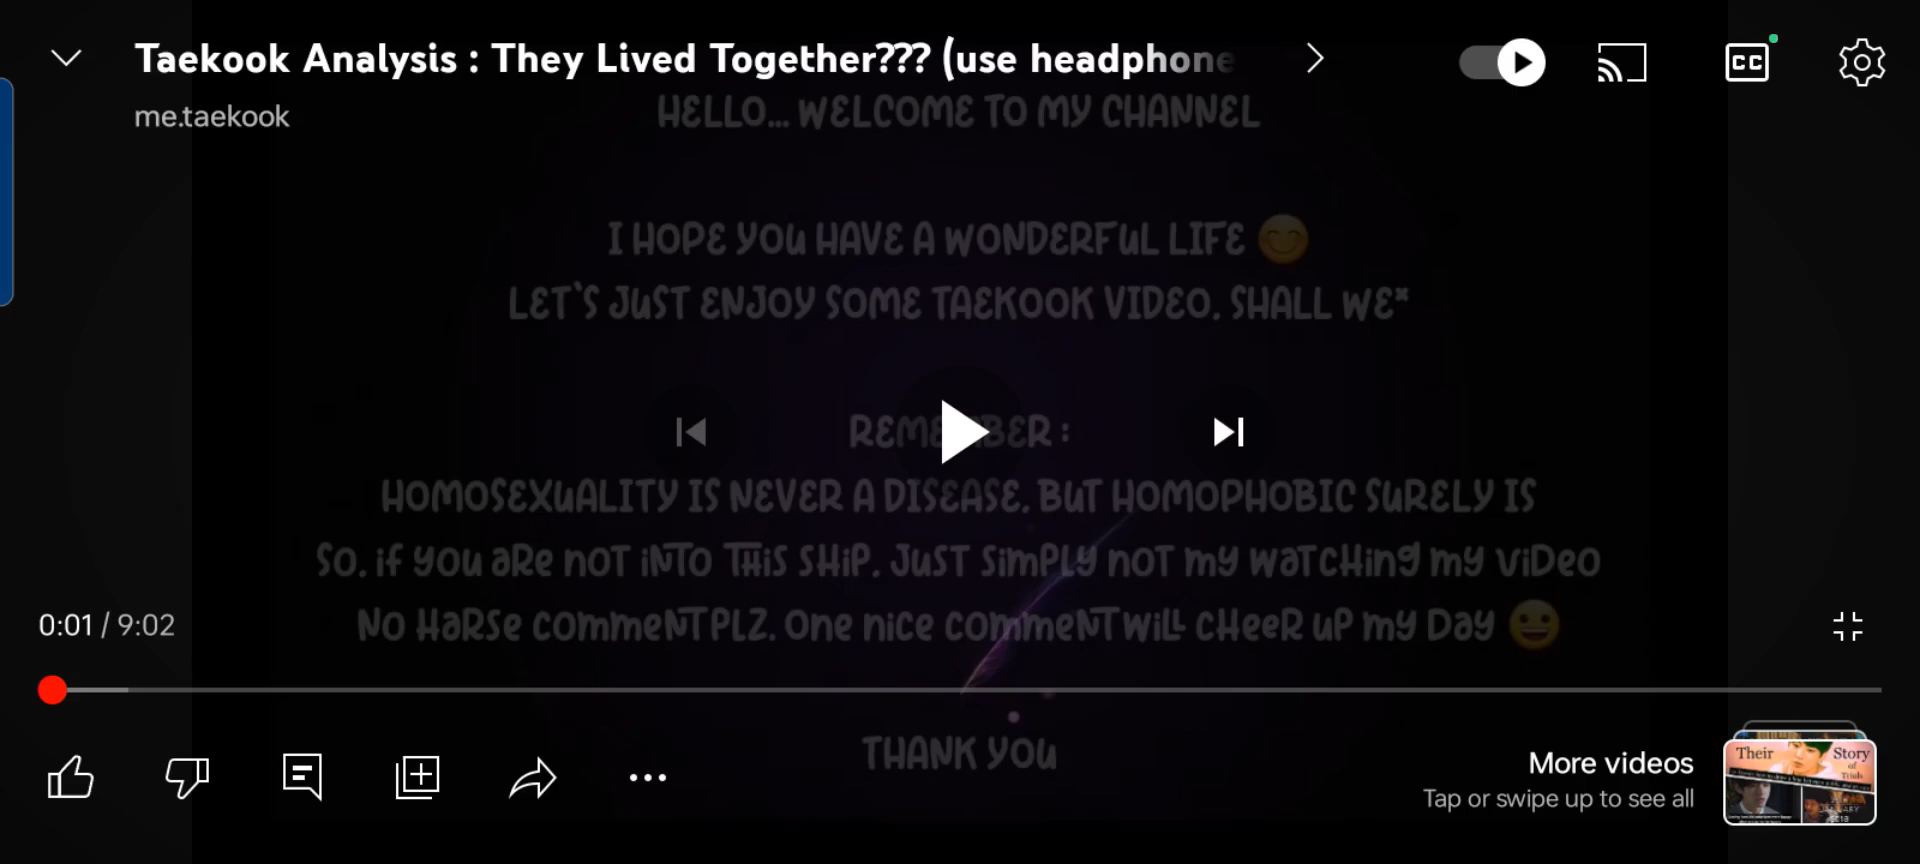 Taekook Analysis : They Lived Together??? (use headphone
me.taekook
CC
HELLO... WELCOME TO MY CHANNEL
I HOPE YOU HAVE A WONDERFUL LIFE 😊
LET'S JUST ENJOY SOME TAEKOOK VIDEO. SHALL WE*
REMEMBER :
HOMOSEXUALITY IS NEVER A DISEASE. BUT HOMOPHOBIC SURELY IS
SO. if you are not into this ship. Just simply not my watching my video
No Harse comment plz. One nice comment will cheer up my Day 😀
0:01 / 9:02
THANK YOU
More videos
Tap or swipe up to see all
Their Story
of
Trials